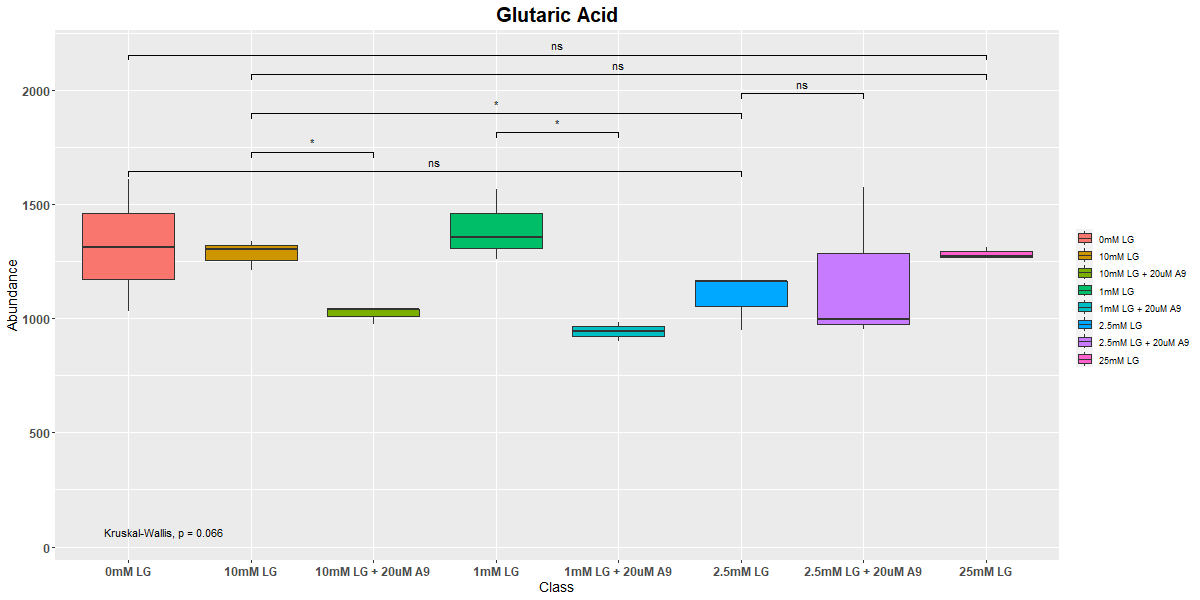 Glutaric Acid
ns
ns
ns
*
*
*
ns
2000
1500
1000
500
0
Abundance
Kruskal-Wallis, p = 0.066
0mM LG
10mM LG
10mM LG + 20uM A9
1mM LG
1mM LG + 20uM A9
2.5mM LG
2.5mM LG + 20uM A9
25mM LG
Class
0mM LG
10mM LG
10mM LG + 20uM A9
1mM LG
1mM LG + 20uM A9
2.5mM LG
2.5mM LG + 20uM A9
25mM LG